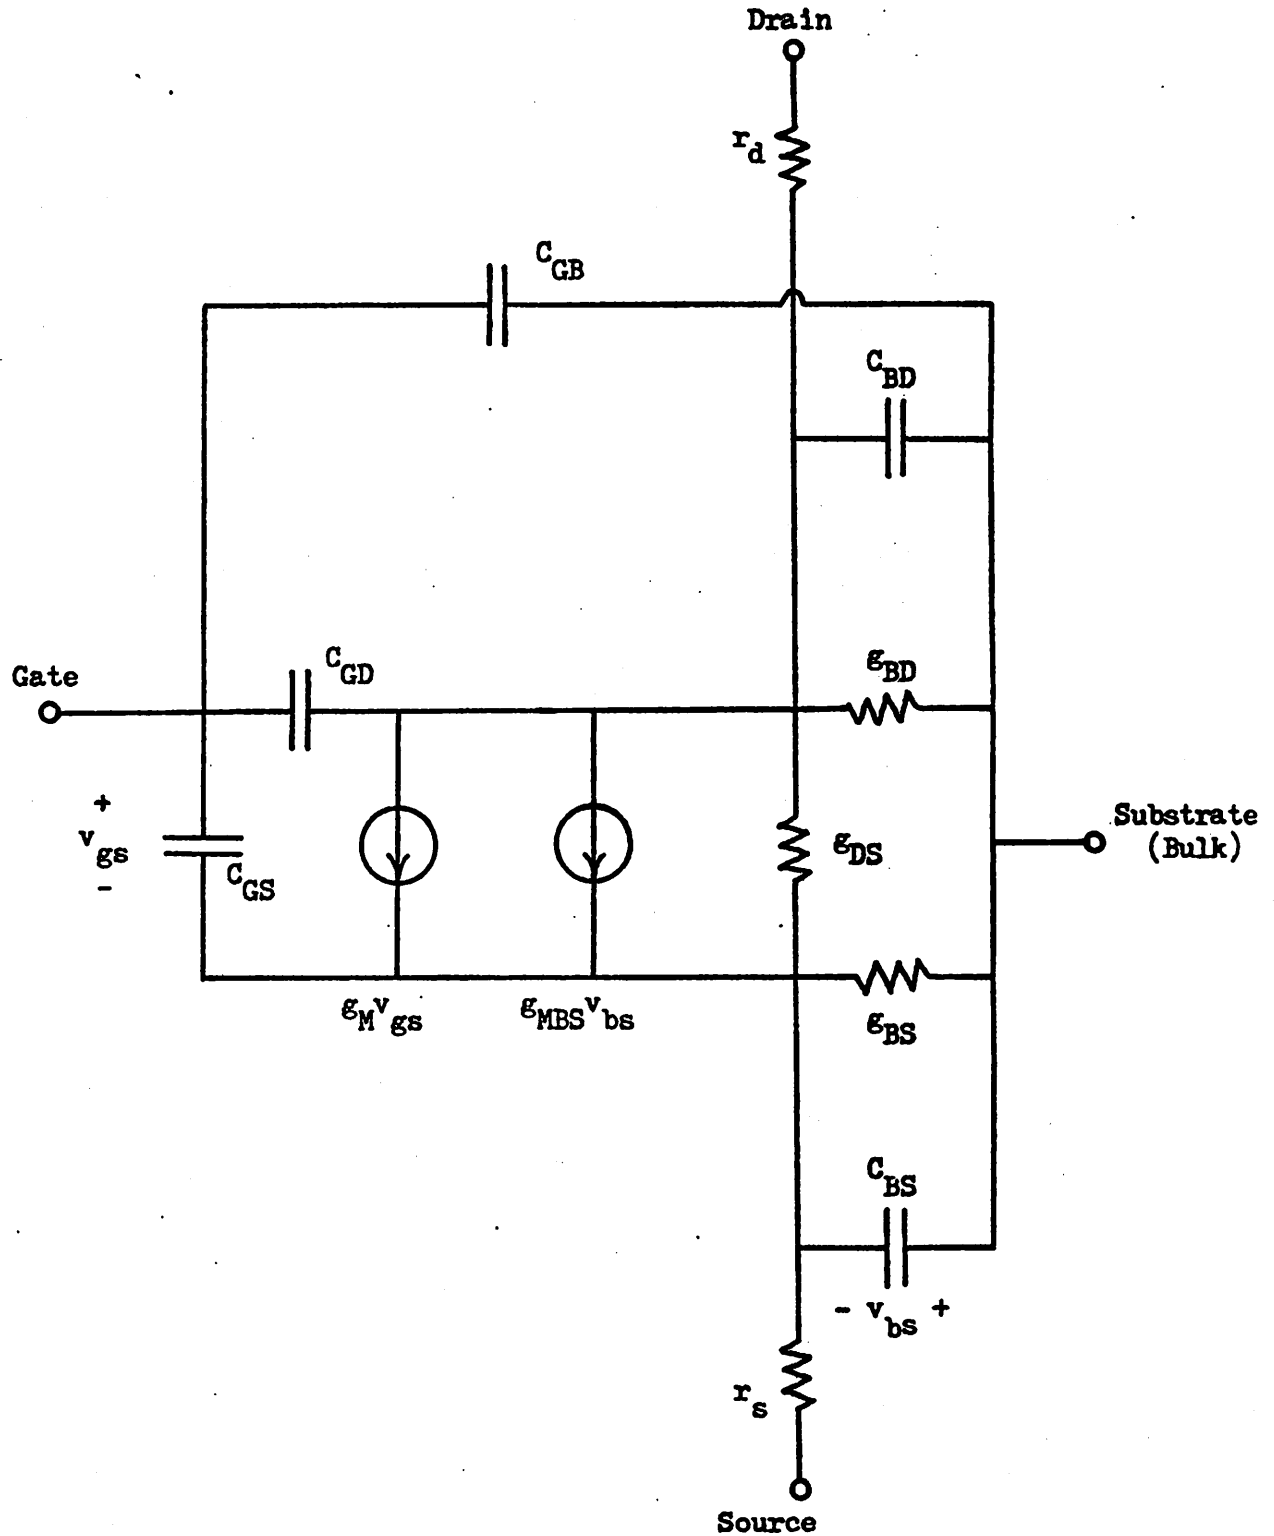 Drain
r_d
C_GB
C_BD
Gate
C_GD
g_BD
+
v_gs
-
C_GS
g_DS
Substrate
(Bulk)
g_M v_gs
g_MBS v_bs
g_BS
C_BS
- v_bs +
r_s
Source